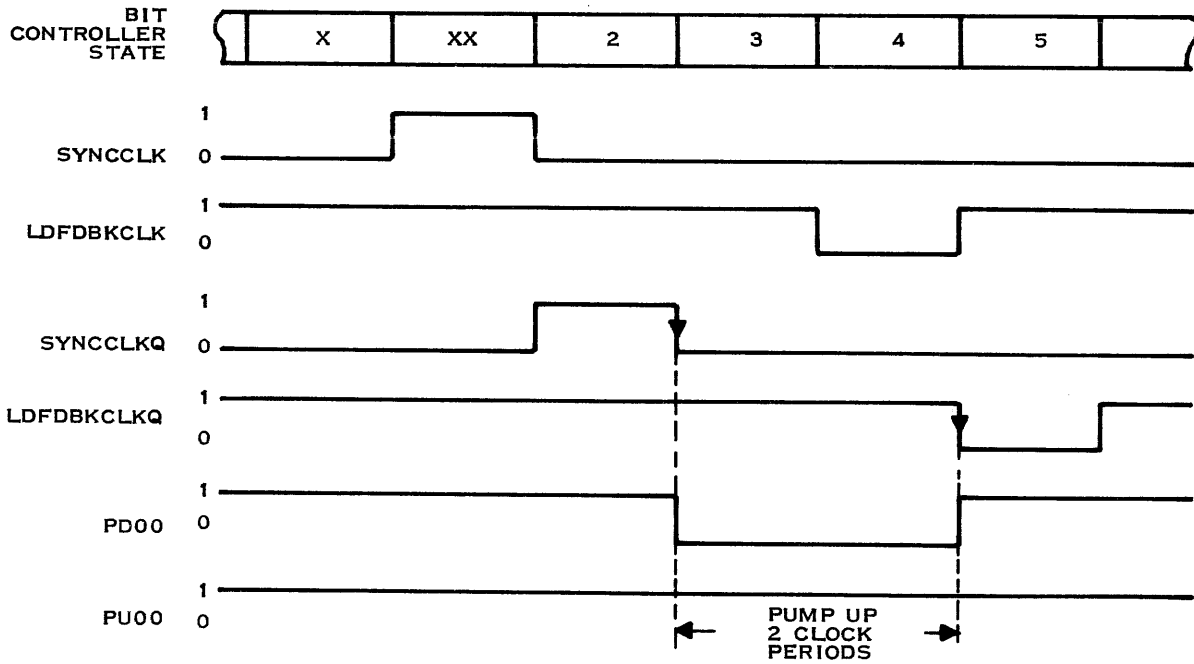 BIT
CONTROLLER
STATE
X XX 2 3 4 5
1
SYNCCLK 0
1
LDFDBKCLK
0
1
SYNCCLKQ 0
1
LDFDBKCLKQ
0
1
PD00 0
1
PU00 0
PUMP UP
2 CLOCK
PERIODS